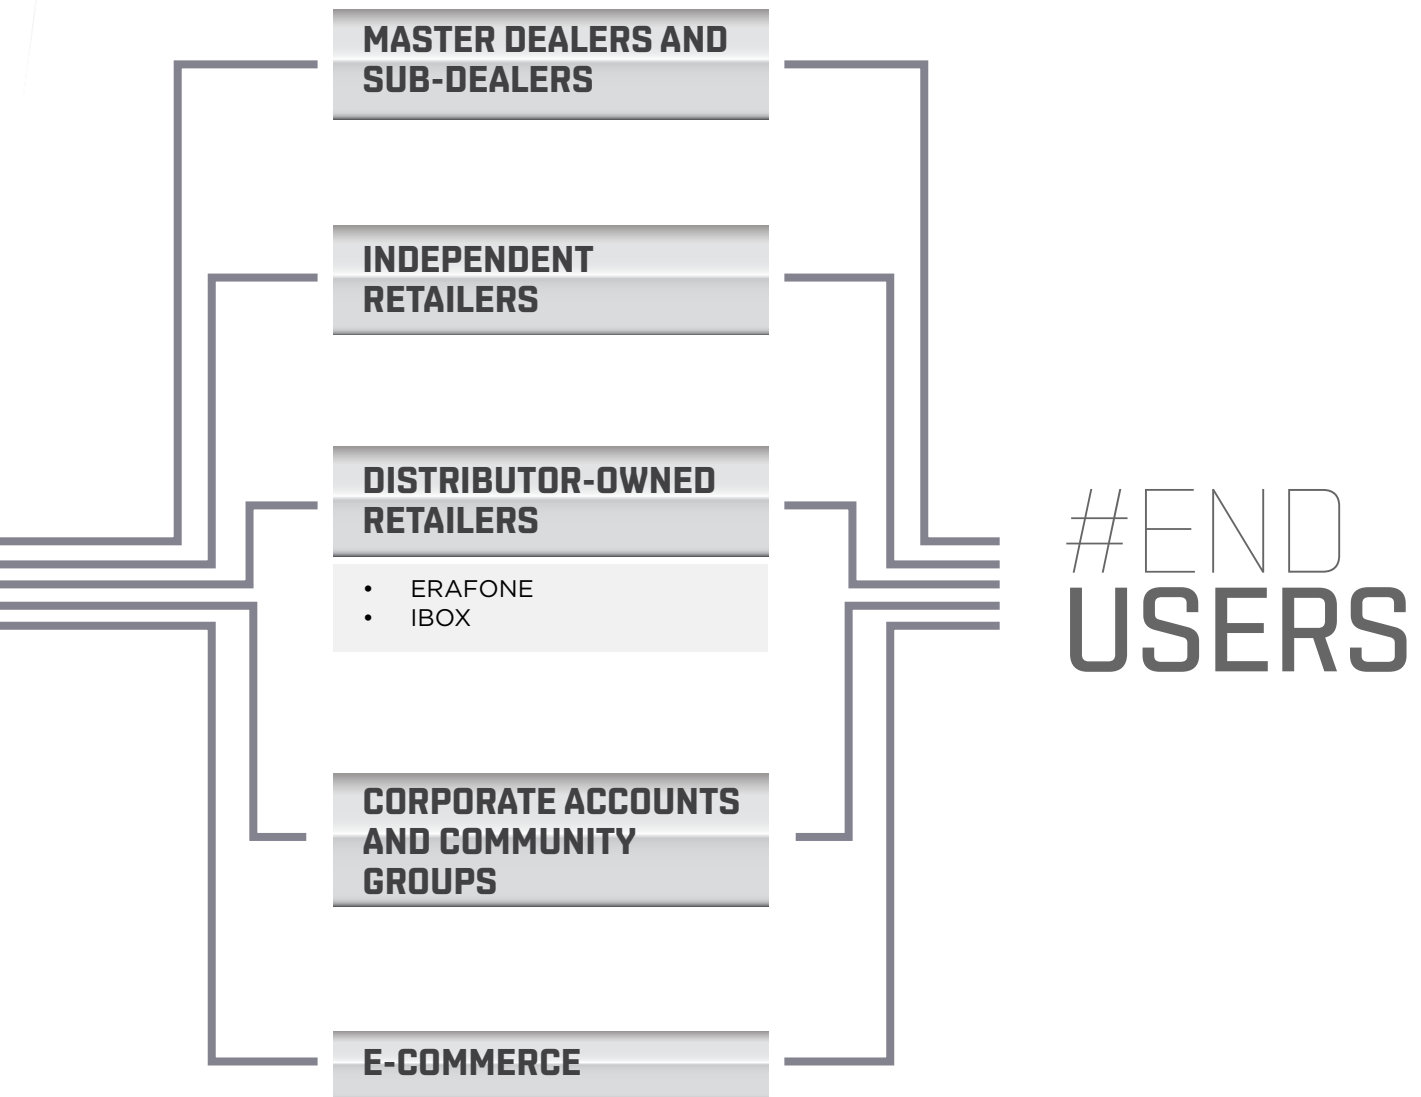 MASTER DEALERS AND
SUB-DEALERS
INDEPENDENT
RETAILERS
DISTRIBUTOR-OWNED
RETAILERS
• ERAFONE
• IBOX
CORPORATE ACCOUNTS
AND COMMUNITY
GROUPS
E-COMMERCE
#END
USERS